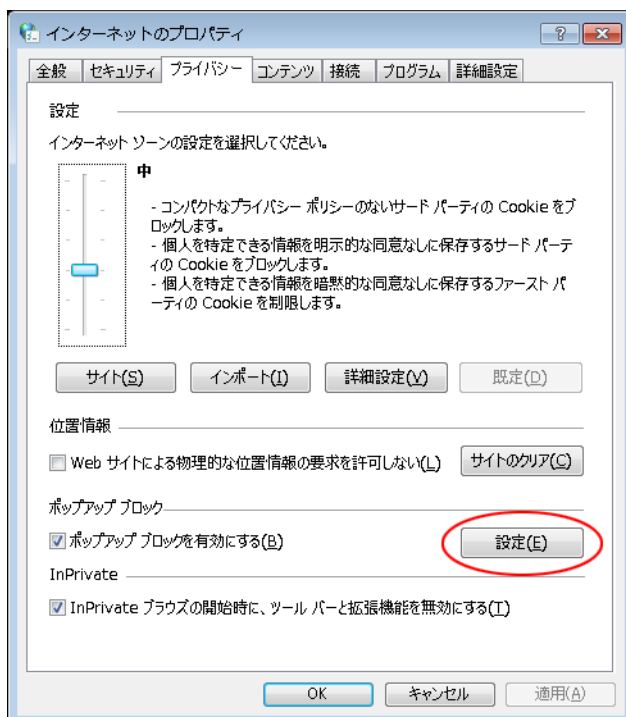 インターネットのプロパティ
全般 セキュリティ プライバシー コンテンツ 接続 プログラム 詳細設定
設定
インターネット ゾーンの設定を選択してください。
中
- コンパクトなプライバシー ポリシーのないサード パーティの Cookie をブ
ロックします。
- 個人を特定できる情報を明示的な同意なしに保存するサード パーテ
ィの Cookie をブロックします。
- 個人を特定できる情報を暗黙的な同意なしに保存するファースト パ
ーティの Cookie を制限します。
サイト(S) インポート(I) 詳細設定(V) 既定(D)
位置情報
Web サイトによる物理的な位置情報の要求を許可しない(L) サイトのクリア(C)
ポップアップ ブロック
ポップアップ ブロックを有効にする(B) 設定(E)
InPrivate
InPrivate ブラウズの開始時に、ツール バーと拡張機能を無効にする(T)
OK キャンセル 適用(A)